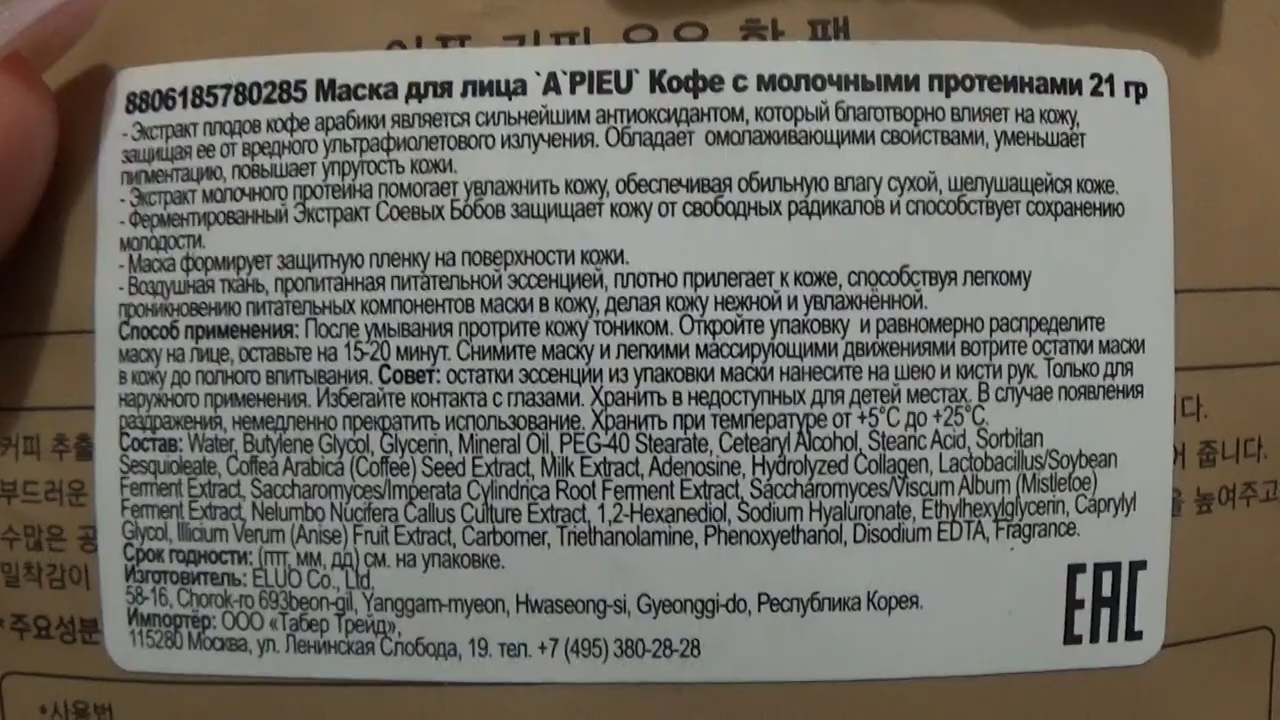 8806185780285 Маска для лица `A`PIEU` Кофе с молочными протеинами 21 гр
- Экстракт плодов кофе арабики является сильнейшим антиоксидантом, который благотворно влияет на кожу,
защищая ее от вредного ультрафиолетового излучения. Обладает омолаживающими свойствами, уменьшает
пигментацию, повышает упругость кожи.
- Экстракт молочного протеина помогает увлажнить кожу, обеспечивая обильную влагу сухой, шелушащейся коже.
- Ферментированный Экстракт Соевых Бобов защищает кожу от свободных радикалов и способствует сохранению
молодости.
- Маска формирует защитную плёнку на поверхности кожи.
- Воздушная ткань, пропитанная питательной эссенцией, плотно прилегает к коже, способствуя легкому
проникновению питательных компонентов маски в кожу, делая кожу нежной и увлажнённой.
Способ применения: После умывания протрите кожу тоником. Откройте упаковку и равномерно распределите
маску на лице, оставьте на 15-20 минут. Снимите маску и легкими массирующими движениями вотрите остатки маски
в кожу до полного впитывания. Совет: остатки эссенции из упаковки маски нанесите на шею и кисти рук. Только для
наружного применения. Избегайте контакта с глазами. Хранить в недоступных для детей местах. В случае появления
раздражения, немедленно прекратить использование. Хранить при температуре от +5°C до +25°C.
Состав: Water, Butylene Glycol, Glycerin, Mineral Oil, PEG-40 Stearate, Cetearyl Alcohol, Stearic Acid, Sorbitan
Sesquioleate, Coffea Arabica (Coffee) Seed Extract, Milk Extract, Adenosine, Hydrolyzed Collagen, Lactobacillus/Soybean
Ferment Extract, Saccharomyces/Imperata Cylindrica Root Ferment Extract, Saccharomyces/Viscum Album (Mistletoe)
Ferment Extract, Nelumbo Nucifera Callus Culture Extract, 1,2-Hexanediol, Sodium Hyaluronate, Ethylhexylglycerin, Caprylyl
Glycol, Illicium Verum (Anise) Fruit Extract, Carbomer, Triethanolamine, Phenoxyethanol, Disodium EDTA, Fragrance.
Срок годности: (гггг, мм, дд) см. на упаковке.
Изготовитель: ELUO Co., Ltd,
58-16, Chorok-ro 693beon-gil, Yanggam-myeon, Hwaseong-si, Gyeonggi-do, Республика Корея.
Импортёр: ООО «Табер Трейд»,
115280 Москва, ул. Ленинская Слобода, 19. тел. +7 (495) 380-28-28
EAC
커피 추출
부드러운
수많은 공
밀착감이
*주요성분
*사용법
줍니다.
높여주고